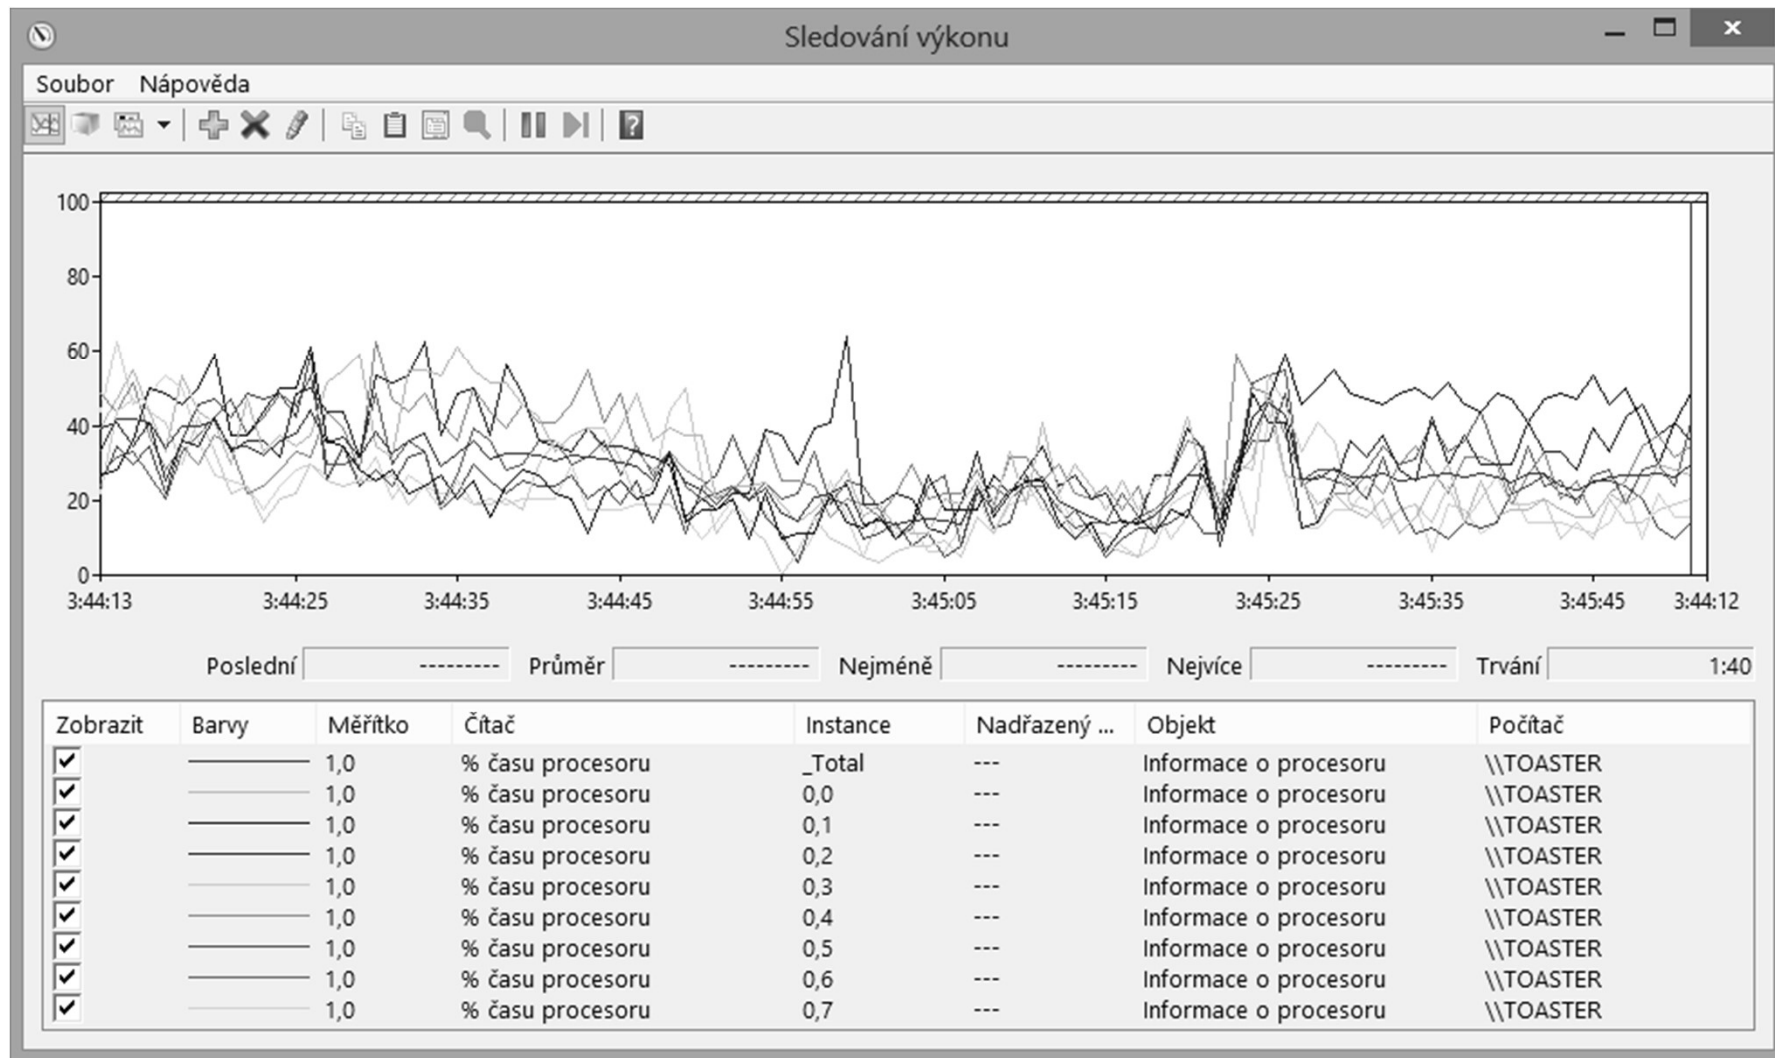 Sledování výkonu
Soubor Nápověda
100
80
60
40
20
0
3:44:13 3:44:25 3:44:35 3:44:45 3:44:55 3:45:05 3:45:15 3:45:25 3:45:35 3:45:45 3:44:12
Poslední --------- Průměr --------- Nejméně --------- Nejvíce --------- Trvání 1:40
Zobrazit Barvy Měřítko Čítač Instance Nadřazený ... Objekt Počítač
1,0 % času procesoru _Total --- Informace o procesoru \\TOASTER
1,0 % času procesoru 0,0 --- Informace o procesoru \\TOASTER
1,0 % času procesoru 0,1 --- Informace o procesoru \\TOASTER
1,0 % času procesoru 0,2 --- Informace o procesoru \\TOASTER
1,0 % času procesoru 0,3 --- Informace o procesoru \\TOASTER
1,0 % času procesoru 0,4 --- Informace o procesoru \\TOASTER
1,0 % času procesoru 0,5 --- Informace o procesoru \\TOASTER
1,0 % času procesoru 0,6 --- Informace o procesoru \\TOASTER
1,0 % času procesoru 0,7 --- Informace o procesoru \\TOASTER